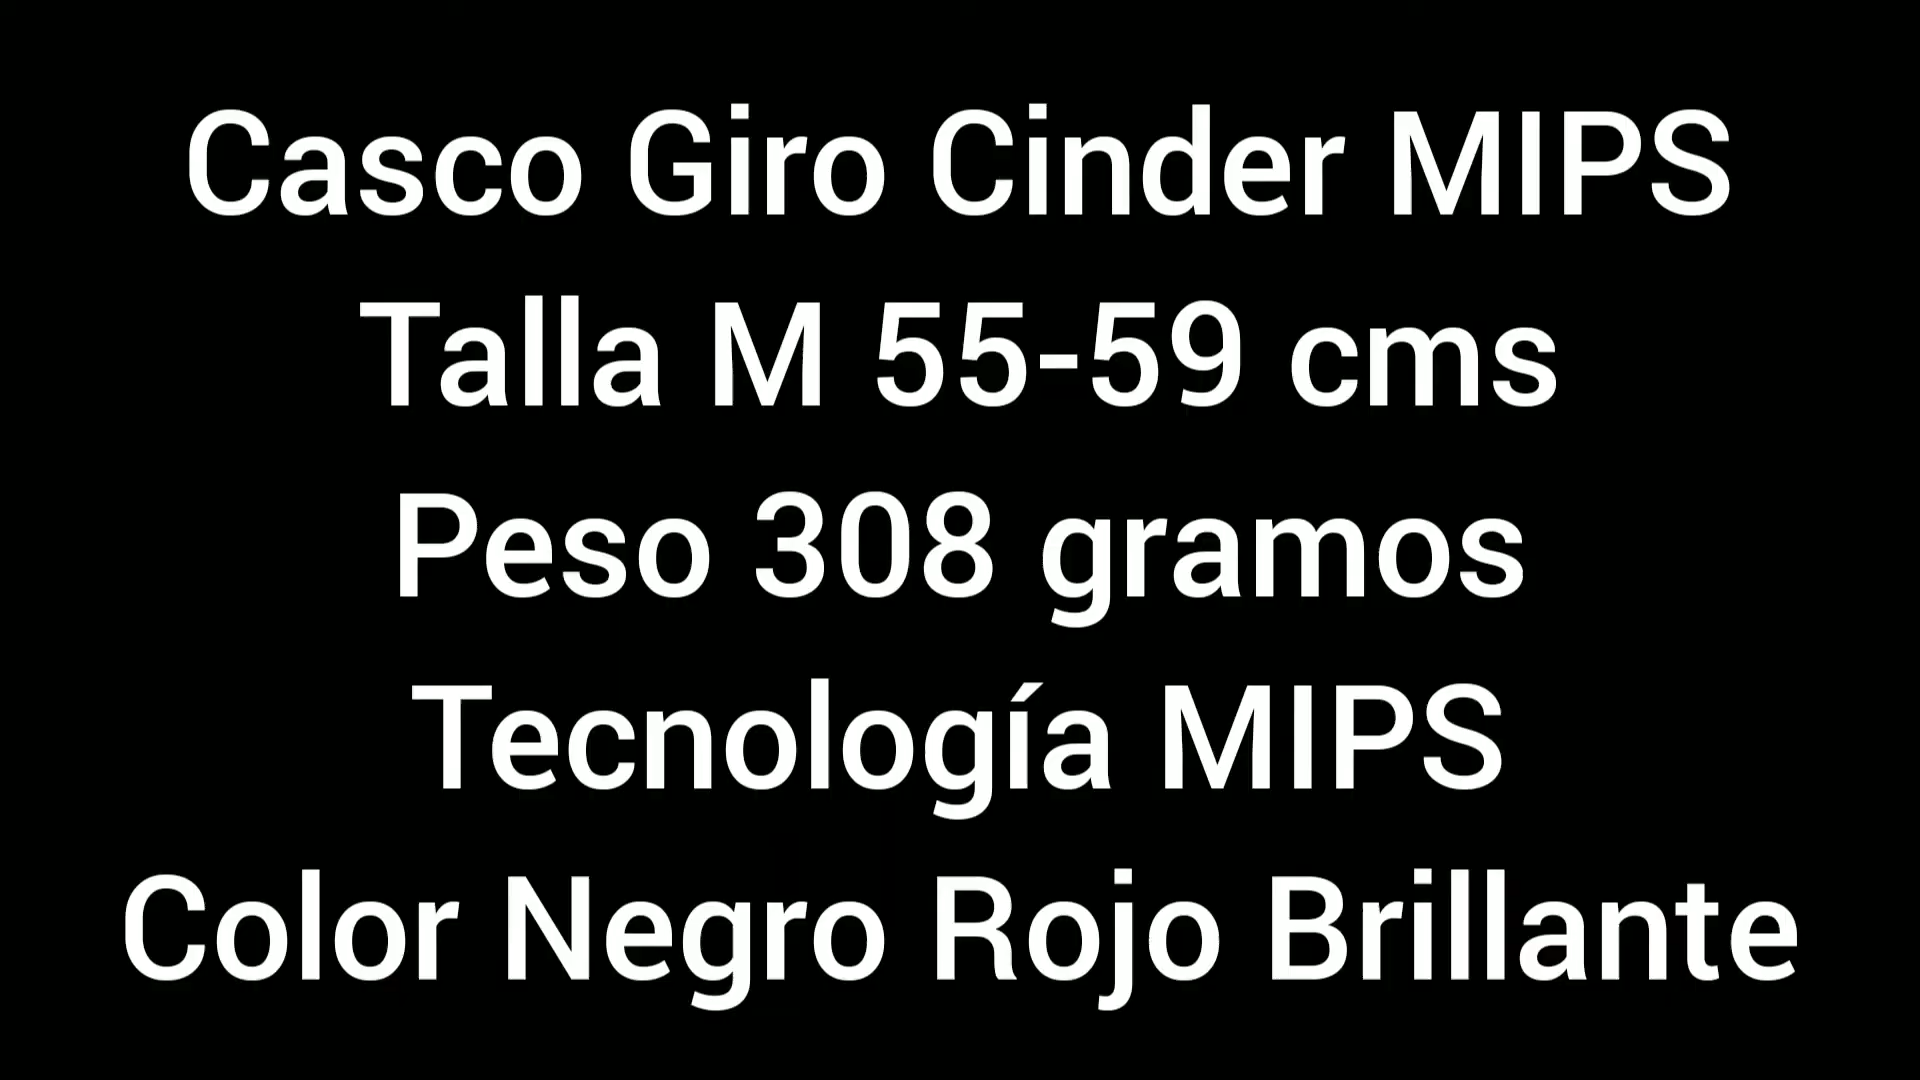 Casco Giro Cinder MIPS
Talla M 55-59 cms
Peso 308 gramos
Tecnología MIPS
Color Negro Rojo Brillante